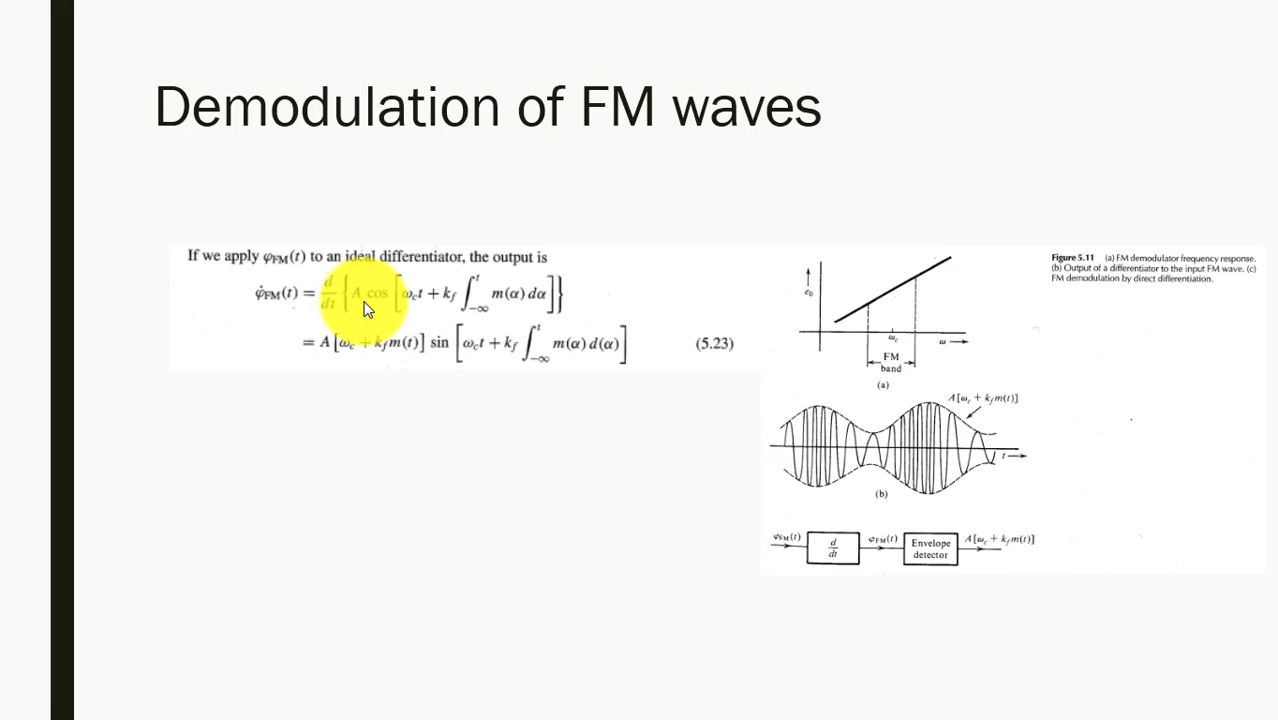 Demodulation of FM waves
If we apply φFM(t) to an ideal differentiator, the output is
φ̇FM(t) = d/dt { A cos [ ωct + kf ∫_{-∞}^{t} m(α) dα ] }
= A [ωc + kfm(t)] sin [ ωct + kf ∫_{-∞}^{t} m(α) d(α) ] (5.23)
Figure 5.11 (a) FM demodulator frequency response.
(b) Output of a differentiator to the input FM wave. (c)
FM demodulation by direct differentiation.
e0
ωc
ω
FM
band
(a)
A[ωc + kfm(t)]
t
(b)
φFM(t)
d/dt
φ̇FM(t)
Envelope
detector
A[ωc + kfm(t)]